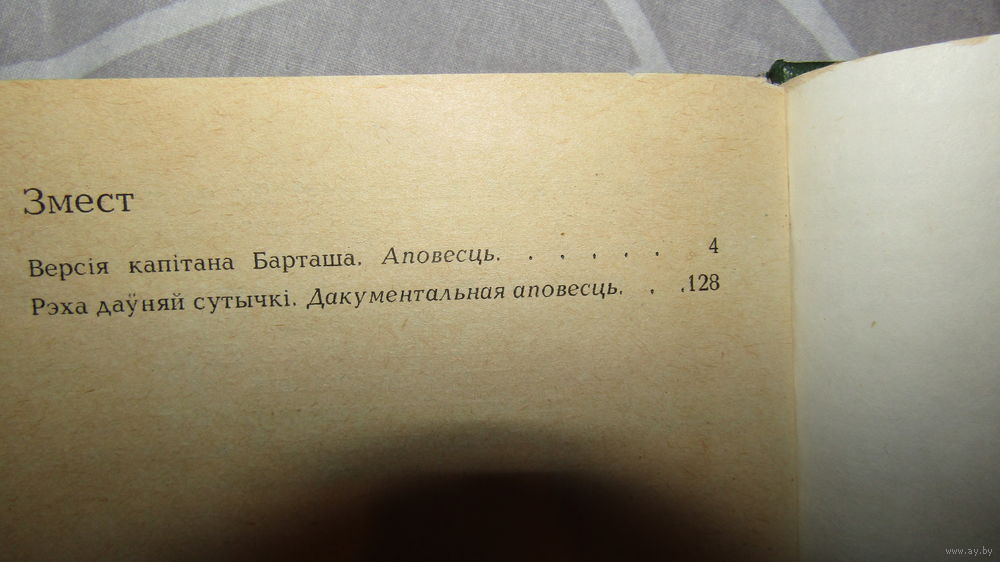 Змест
Версія капітана Барташа. Аповесць. . . . . . 4
Рэха даўняй сутычкі. Дакументальная аповесць. . .128
www.ay.by